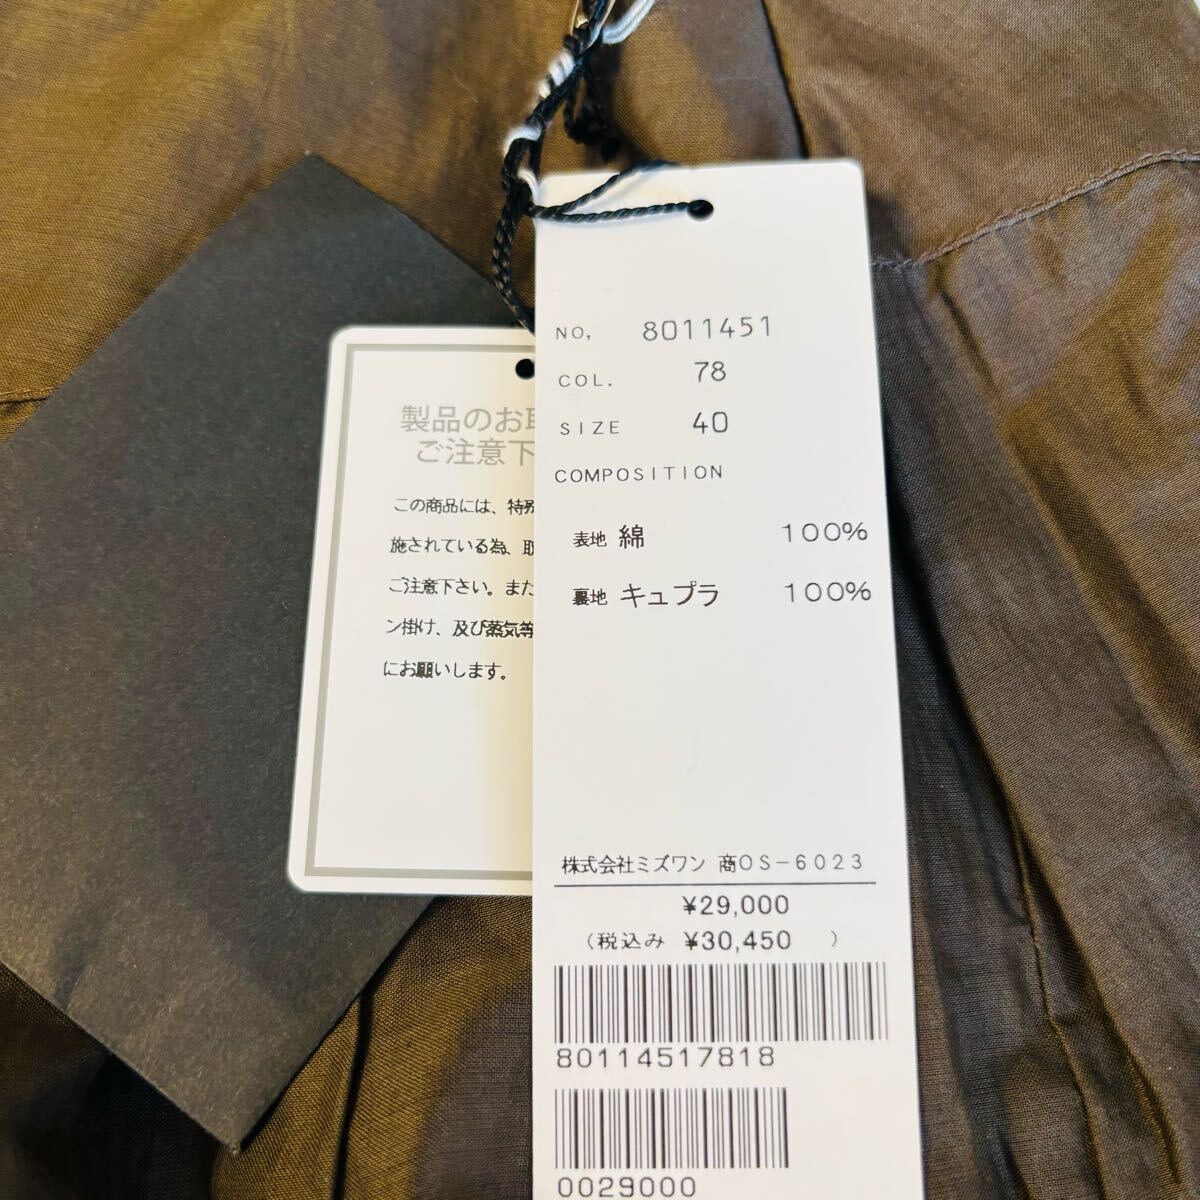 製品のお
ご注意下
この商品には、特殊
施されている為、取
ご注意下さい。また
ン掛け、及び蒸気等
にお願いします。
NO, 8011451
COL. 78
SIZE 40
COMPOSITION
表地 綿 100%
裏地 キュプラ 100%
株式会社ミズワン 商OS-6023
¥29,000
(税込み ¥30,450 )
80114517818
0029000